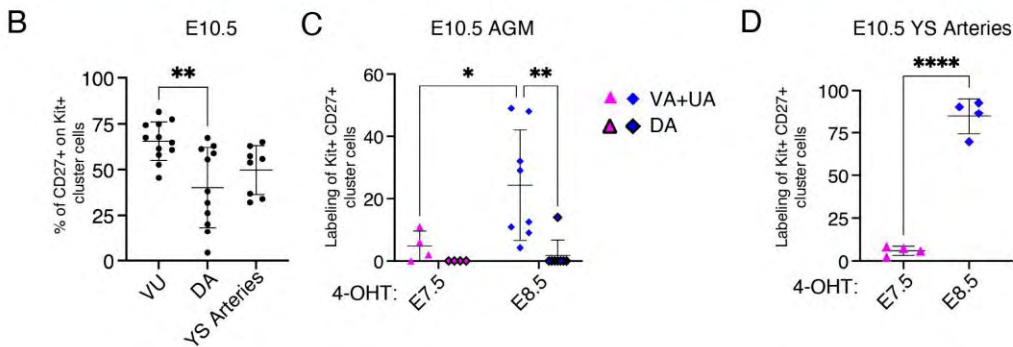 B
E10.5
% of CD27+ on Kit+
cluster cells
100
75
50
25
0
**
VU
DA
YS Arteries
C
E10.5 AGM
Labeling of Kit+ CD27+
cluster cells
60
40
20
0
*
**
4-OHT:
E7.5
E8.5
VA+UA
DA
D
E10.5 YS Arteries
Labeling of Kit+ CD27+
cluster cells
100
75
50
25
0
****
4-OHT:
E7.5
E8.5